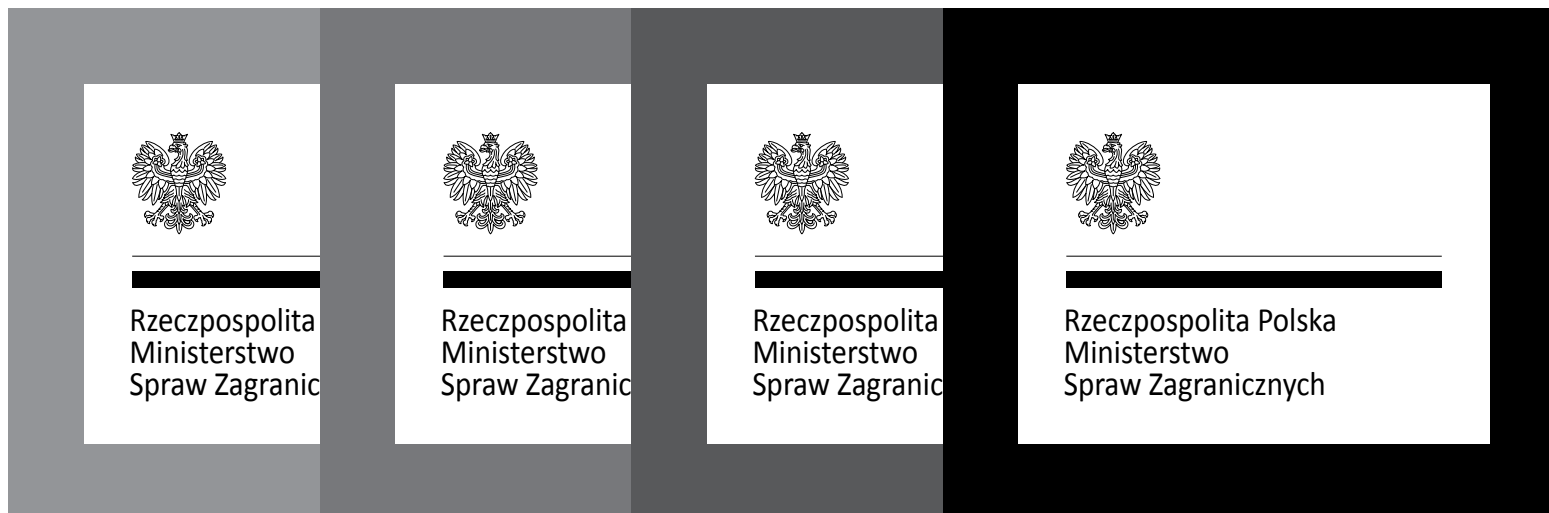 Rzeczpospolita
Ministerstwo
Spraw Zagranic
Rzeczpospolita
Ministerstwo
Spraw Zagranic
Rzeczpospolita
Ministerstwo
Spraw Zagranic
Rzeczpospolita Polska
Ministerstwo
Spraw Zagranicznych